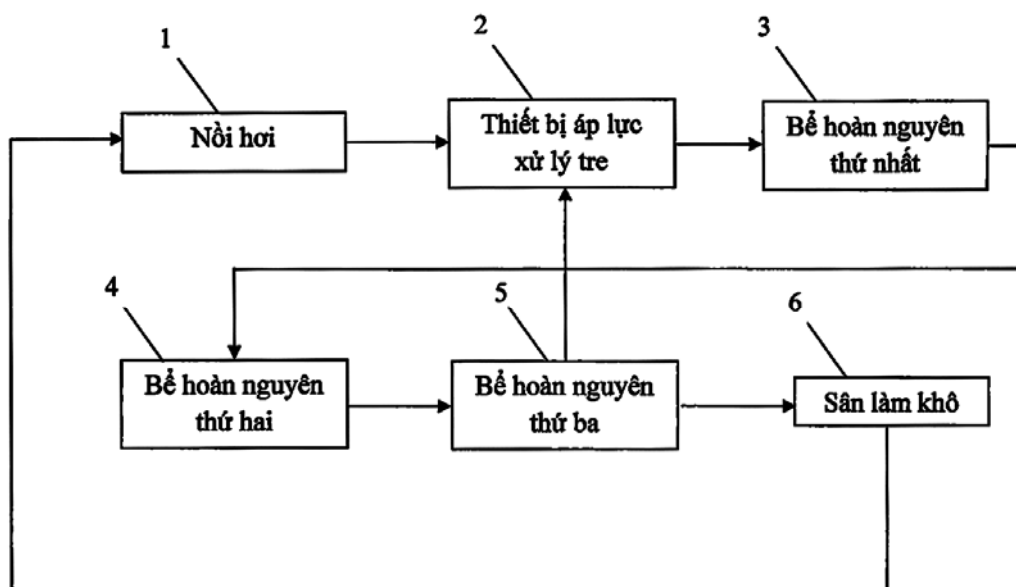 1
2
3
Nồi hơi
Thiết bị áp lực
xử lý tre
Bể hoàn nguyên
thứ nhất
4
5
6
Bể hoàn nguyên
thứ hai
Bể hoàn nguyên
thứ ba
Sân làm khô